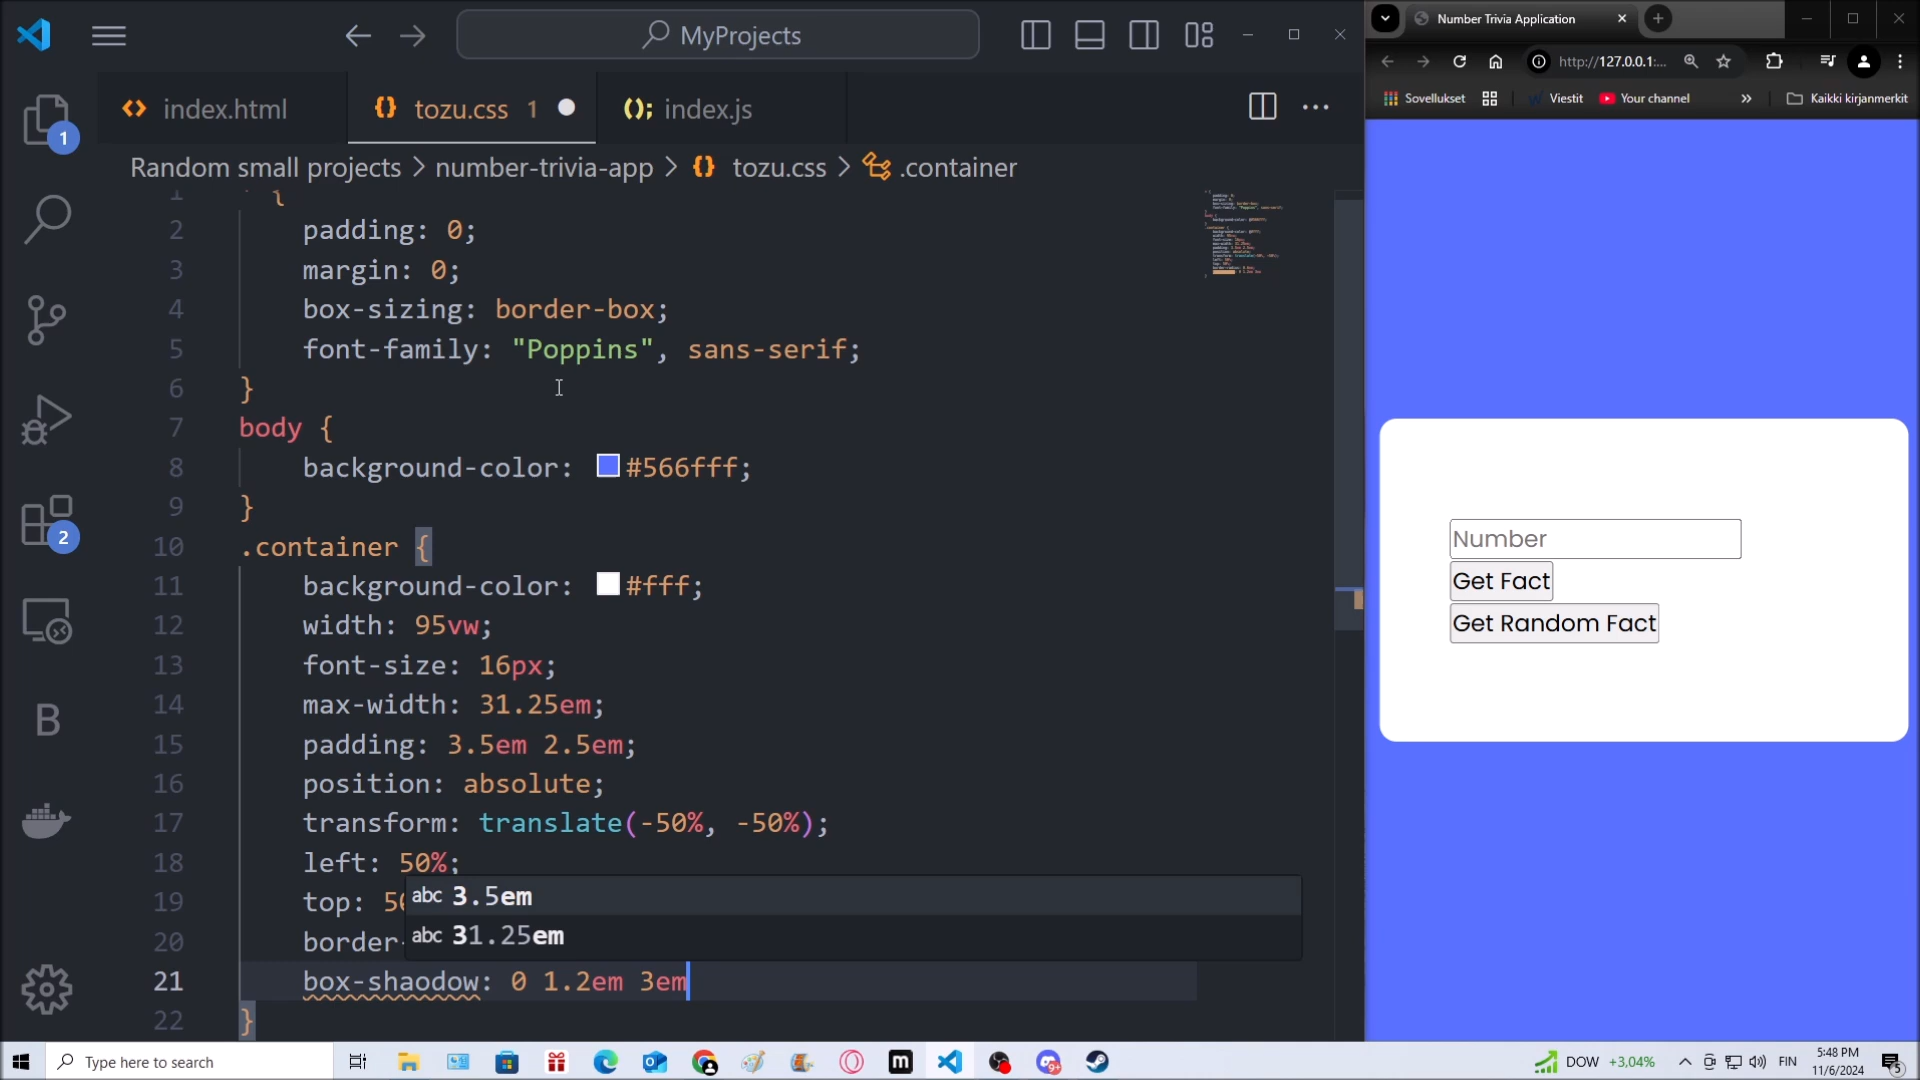 MyProjects
index.html
{} tozu.css 1
(); index.js
Random small projects > number-trivia-app > {} tozu.css > .container
1 {
2 padding: 0;
3 margin: 0;
4 box-sizing: border-box;
5 font-family: "Poppins", sans-serif;
6 }
7 body {
8 background-color: #566fff;
9 }
10 .container {
11 background-color: #fff;
12 width: 95vw;
13 font-size: 16px;
14 max-width: 31.25em;
15 padding: 3.5em 2.5em;
16 position: absolute;
17 transform: translate(-50%, -50%);
18 left: 50%;
19 top: 50
20 border-
21 box-shaodow: 0 1.2em 3em
22 }
abc 3.5em
abc 31.25em
1
2
B
Number Trivia Application
http://127.0.0.1:...
Sovellukset
Viestit
Your channel
»
Kaikki kirjanmerkit
Number
Get Fact
Get Random Fact
Type here to search
m
9+
DOW +3,04%
FIN
5:48 PM
11/6/2024
5